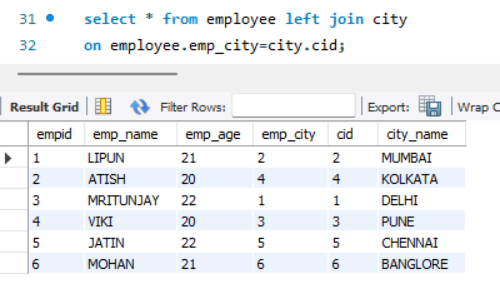 31 select * from employee left join city
32 on employee.emp_city=city.cid;
Result Grid Filter Rows: Export: Wrap C
empid emp_name emp_age emp_city cid city_name
1 LIPUN 21 2 2 MUMBAI
2 ATISH 20 4 4 KOLKATA
3 MRITUNJAY 22 1 1 DELHI
4 VIKI 20 3 3 PUNE
5 JATIN 22 5 5 CHENNAI
6 MOHAN 21 6 6 BANGLORE